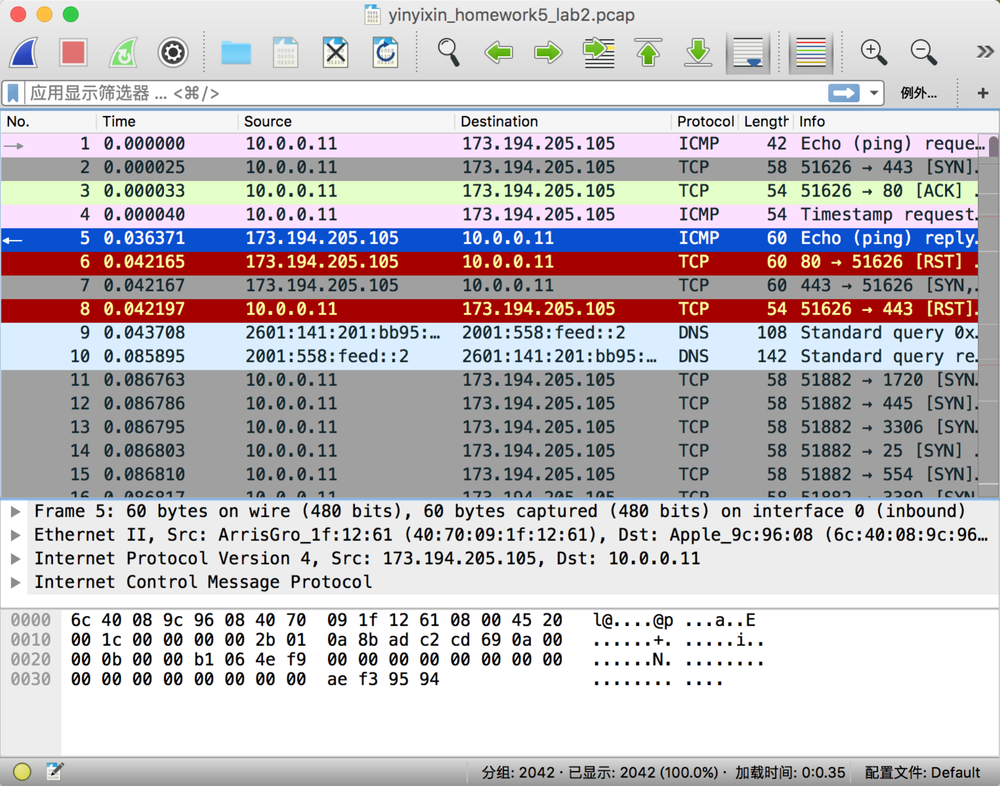 yinyixin_homework5_lab2.pcap
应用显示筛选器 ... <⌘/>
例外... +
No. Time Source Destination Protocol Length Info
1 0.000000 10.0.0.11 173.194.205.105 ICMP 42 Echo (ping) reque…
2 0.000025 10.0.0.11 173.194.205.105 TCP 58 51626 → 443 [SYN]…
3 0.000033 10.0.0.11 173.194.205.105 TCP 54 51626 → 80 [ACK] …
4 0.000040 10.0.0.11 173.194.205.105 ICMP 54 Timestamp request…
5 0.036371 173.194.205.105 10.0.0.11 ICMP 60 Echo (ping) reply…
6 0.042165 173.194.205.105 10.0.0.11 TCP 60 80 → 51626 [RST] …
7 0.042167 173.194.205.105 10.0.0.11 TCP 60 443 → 51626 [SYN,…
8 0.042197 10.0.0.11 173.194.205.105 TCP 54 51626 → 443 [RST]…
9 0.043708 2601:141:201:bb95:… 2001:558:feed::2 DNS 108 Standard query 0x…
10 0.085895 2001:558:feed::2 2601:141:201:bb95:… DNS 142 Standard query re…
11 0.086763 10.0.0.11 173.194.205.105 TCP 58 51882 → 1720 [SYN…
12 0.086786 10.0.0.11 173.194.205.105 TCP 58 51882 → 445 [SYN]…
13 0.086795 10.0.0.11 173.194.205.105 TCP 58 51882 → 3306 [SYN…
14 0.086803 10.0.0.11 173.194.205.105 TCP 58 51882 → 25 [SYN] …
15 0.086810 10.0.0.11 173.194.205.105 TCP 58 51882 → 554 [SYN]…
16 0.086817 10.0.0.11 173.194.205.105 TCP 58 51882 → 3389 [SYN…
Frame 5: 60 bytes on wire (480 bits), 60 bytes captured (480 bits) on interface 0 (inbound)
Ethernet II, Src: ArrisGro_1f:12:61 (40:70:09:1f:12:61), Dst: Apple_9c:96:08 (6c:40:08:9c:96…
Internet Protocol Version 4, Src: 173.194.205.105, Dst: 10.0.0.11
Internet Control Message Protocol
0000 6c 40 08 9c 96 08 40 70 09 1f 12 61 08 00 45 20 l@....@p ...a..E
0010 00 1c 00 00 00 00 2b 01 0a 8b ad c2 cd 69 0a 00 ......+. .....i..
0020 00 0b 00 00 b1 06 4e f9 00 00 00 00 00 00 00 00 ......N. ........
0030 00 00 00 00 00 00 00 00 ae f3 95 94 ........ ....
分组: 2042 · 已显示: 2042 (100.0%) · 加载时间: 0:0.35 配置文件: Default